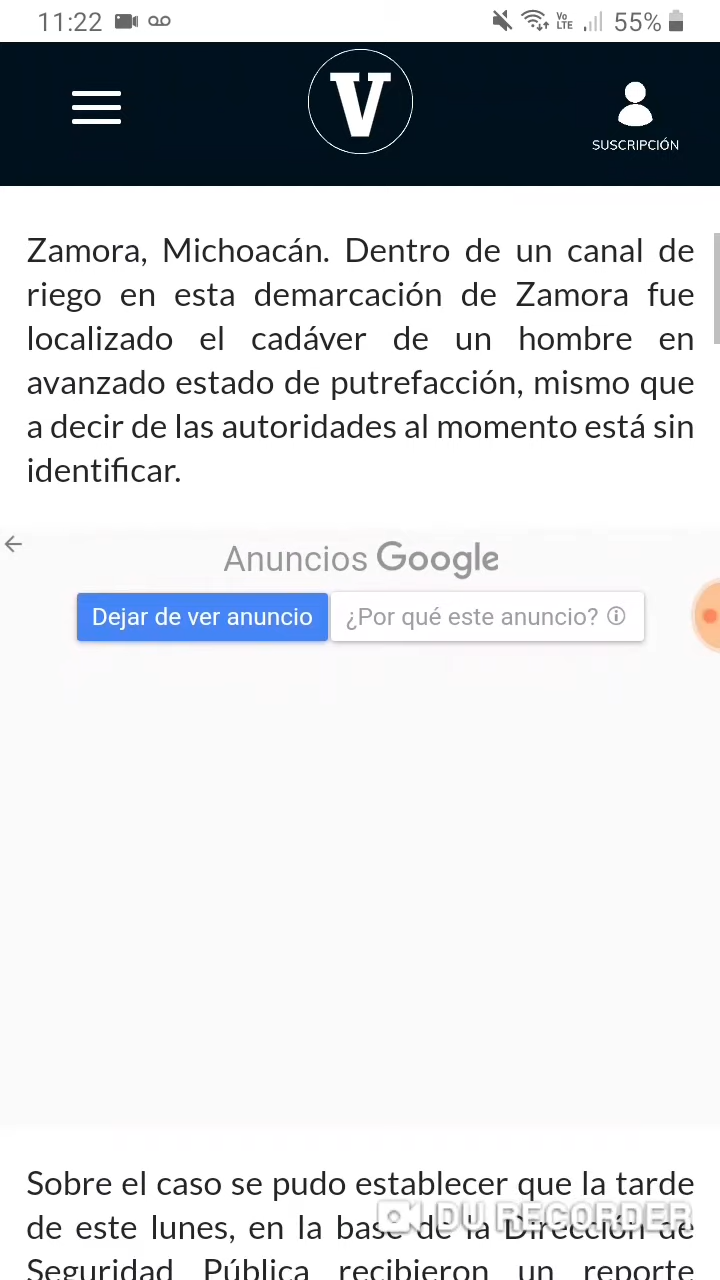 11:22 Vo LTE 55%
V
SUSCRIPCIÓN
Zamora, Michoacán. Dentro de un canal de
riego en esta demarcación de Zamora fue
localizado el cadáver de un hombre en
avanzado estado de putrefacción, mismo que
a decir de las autoridades al momento está sin
identificar.
Anuncios Google
Dejar de ver anuncio ¿Por qué este anuncio?
Sobre el caso se pudo establecer que la tarde
de este lunes, en la base de la Dirección de
DU RECORDER
Seguridad Pública recibieron un reporte